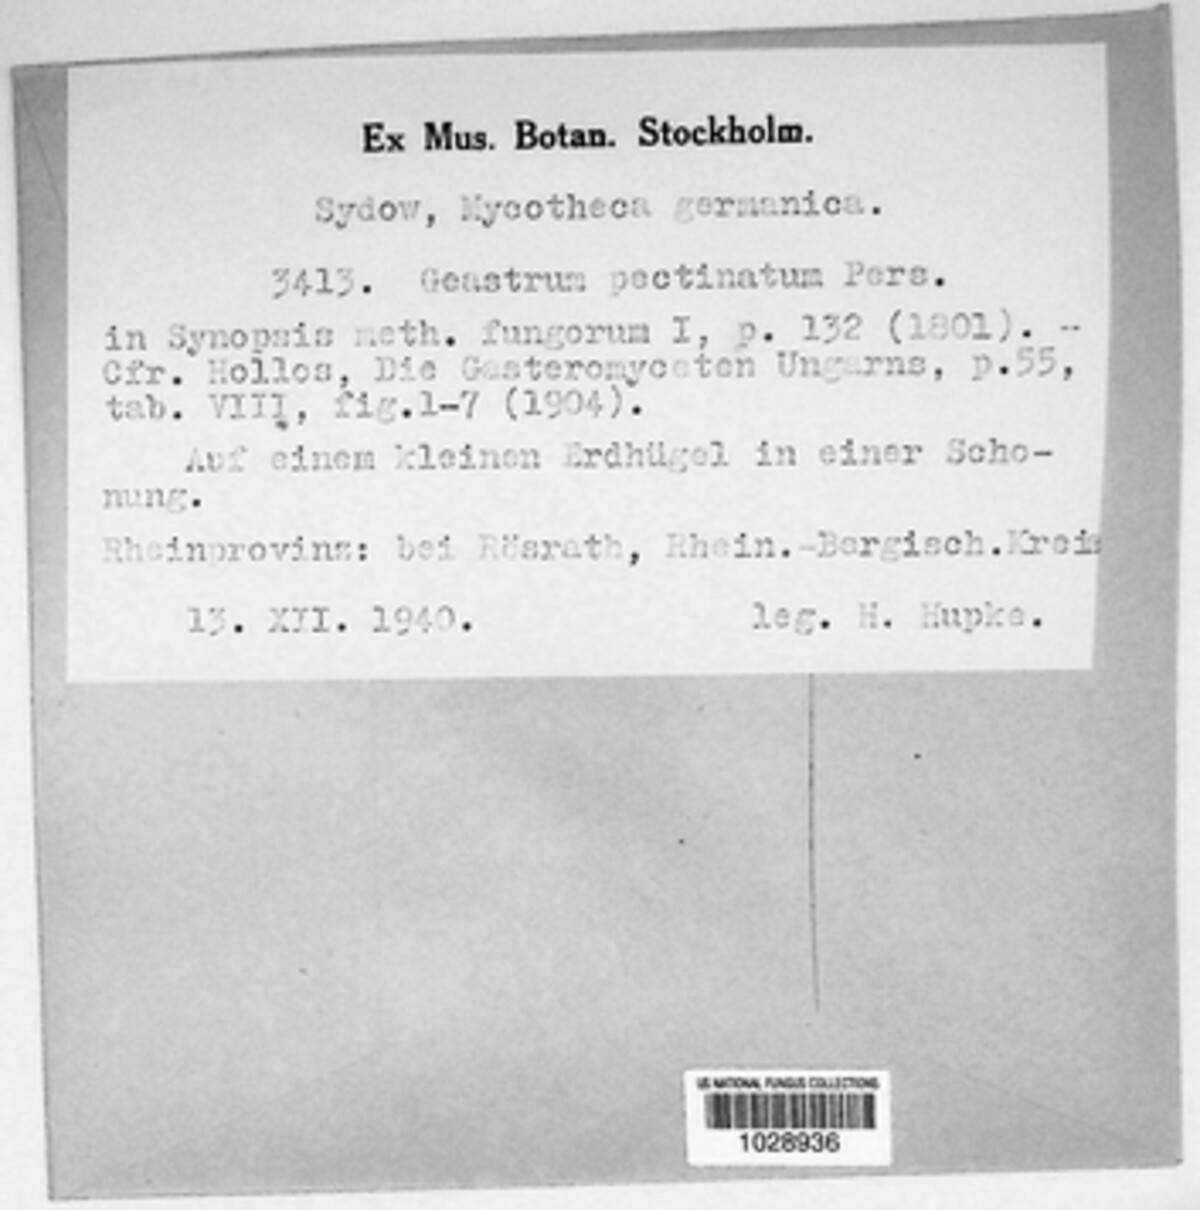 Ex Mus. Botan. Stockholm.
Sydow, Mycotheca germanica.
3413. Geastrum pectinatum Pers.
in Synopsis meth. fungorum I, p. 132 (1801). --
Cfr. Hollos, Die Gasteromyceten Ungarns, p.55,
tab. VIII, fig.1-7 (1904).
Auf einem kleinen Erdhügel in einer Scho-
nung.
Rheinprovinz: bei Rösrath, Rhein.-Bergisch.Kreis
13. XII. 1940. leg. H. Hupke.
US NATIONAL FUNGUS COLLECTIONS
1028936